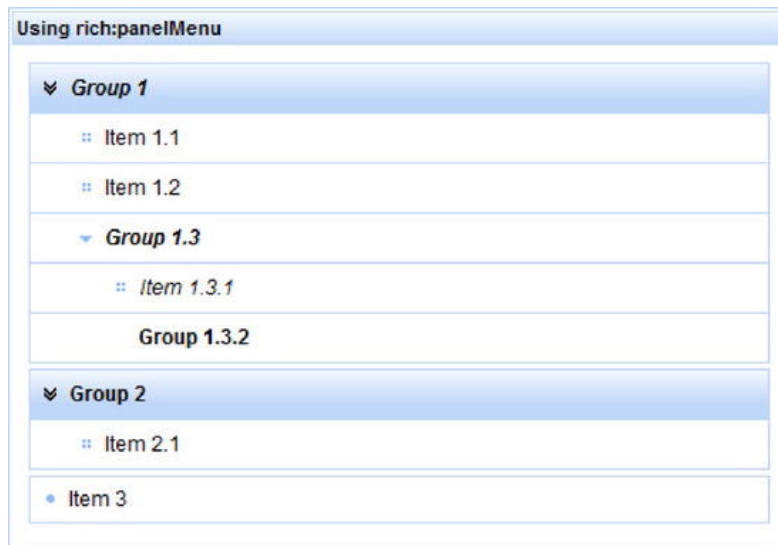 Using rich:panelMenu
Group 1
Item 1.1
Item 1.2
Group 1.3
Item 1.3.1
Group 1.3.2
Group 2
Item 2.1
Item 3